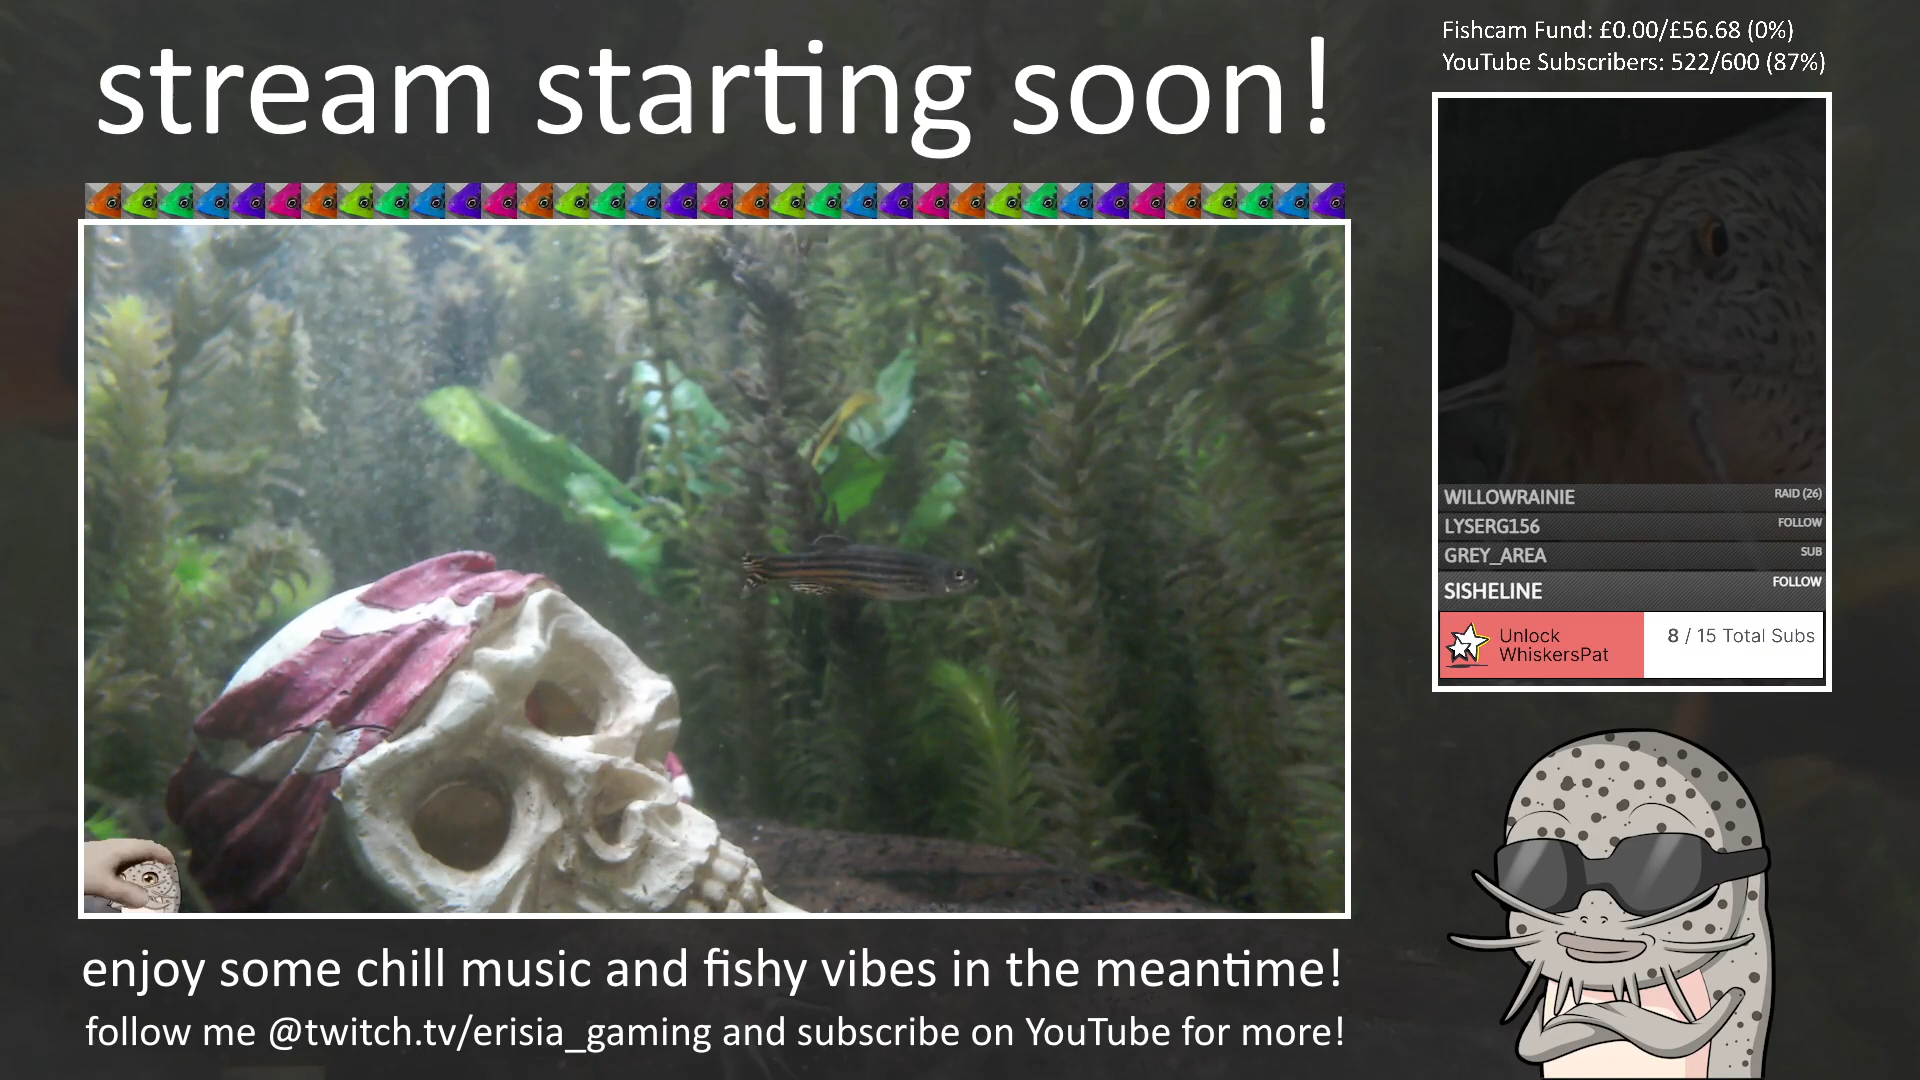 stream starting soon!
Fishcam Fund: £0.00/£56.68 (0%)
YouTube Subscribers: 522/600 (87%)
WILLOWRAINIE RAID (26)
LYSERG156 FOLLOW
GREY_AREA SUB
SISHELINE FOLLOW
Unlock 8 / 15 Total Subs
WhiskersPat
enjoy some chill music and fishy vibes in the meantime!
follow me @twitch.tv/erisia_gaming and subscribe on YouTube for more!